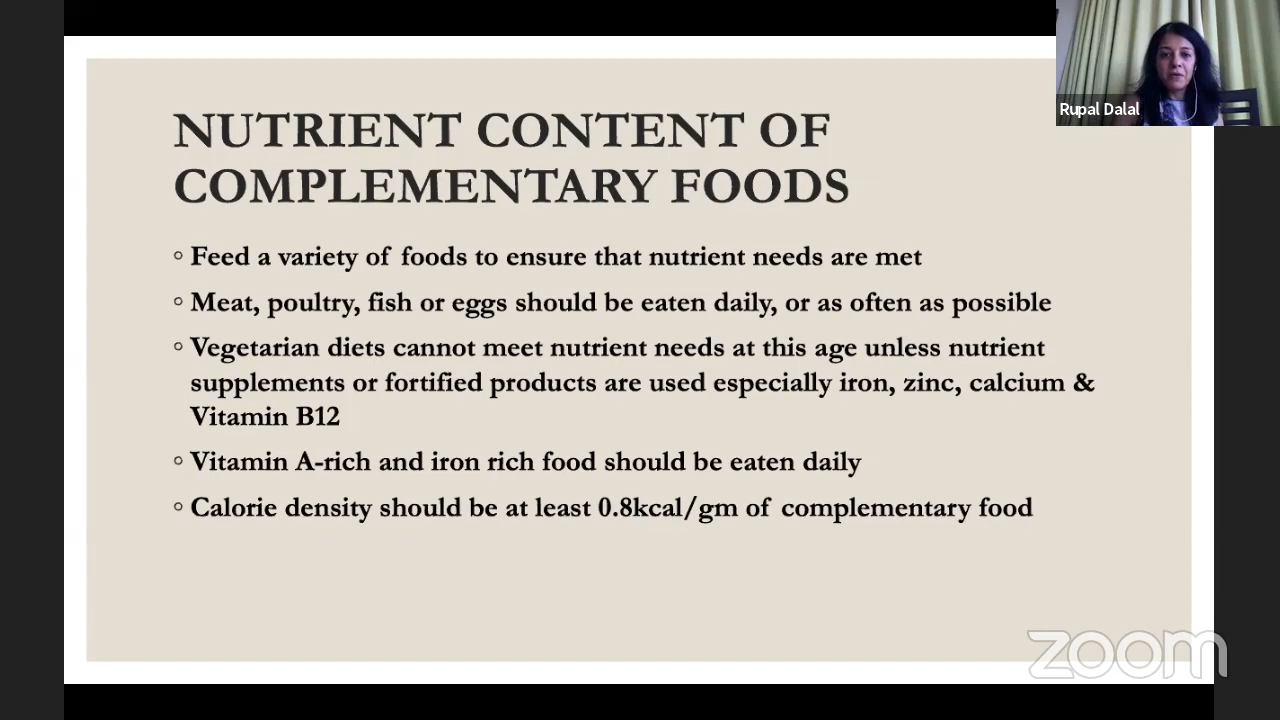 Rupal Dalal
NUTRIENT CONTENT OF
COMPLEMENTARY FOODS
◦ Feed a variety of foods to ensure that nutrient needs are met
◦ Meat, poultry, fish or eggs should be eaten daily, or as often as possible
◦ Vegetarian diets cannot meet nutrient needs at this age unless nutrient
supplements or fortified products are used especially iron, zinc, calcium &
Vitamin B12
◦ Vitamin A-rich and iron rich food should be eaten daily
◦ Calorie density should be at least 0.8kcal/gm of complementary food
zoom